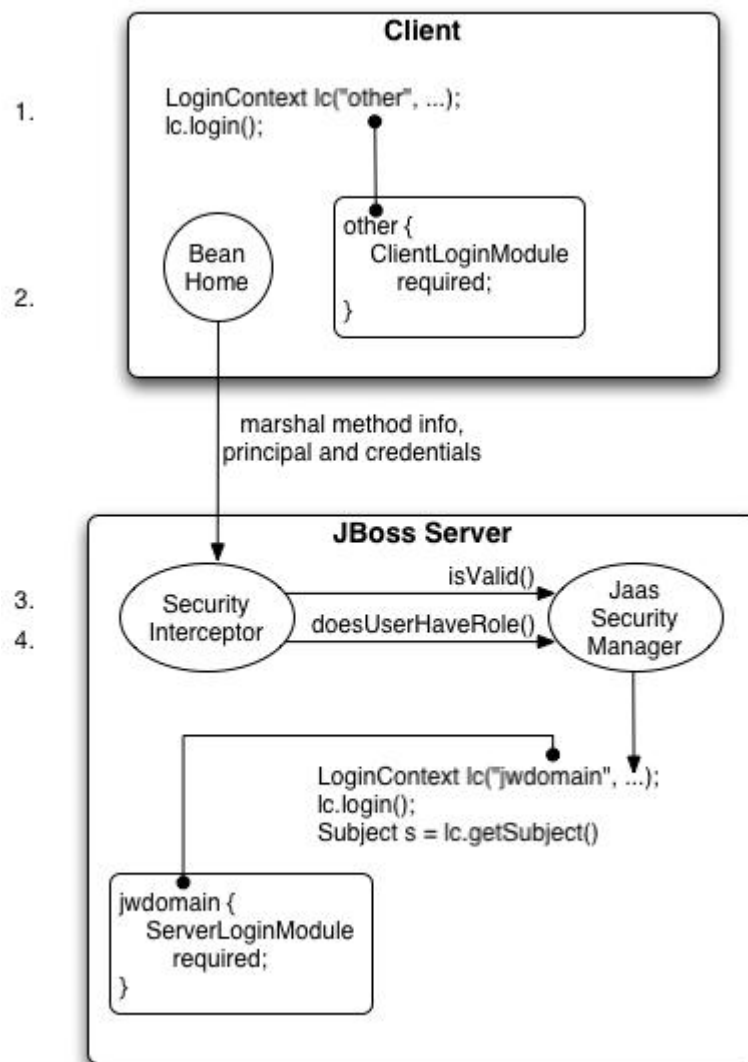 Client
1.
LoginContext lc("other", ...);
lc.login();
other {
ClientLoginModule
required;
}
Bean
Home
2.
marshal method info,
principal and credentials
JBoss Server
3.
4.
Security
Interceptor
isValid()
doesUserHaveRole()
Jaas
Security
Manager
LoginContext lc("jwdomain", ...);
lc.login();
Subject s = lc.getSubject()
jwdomain {
ServerLoginModule
required;
}